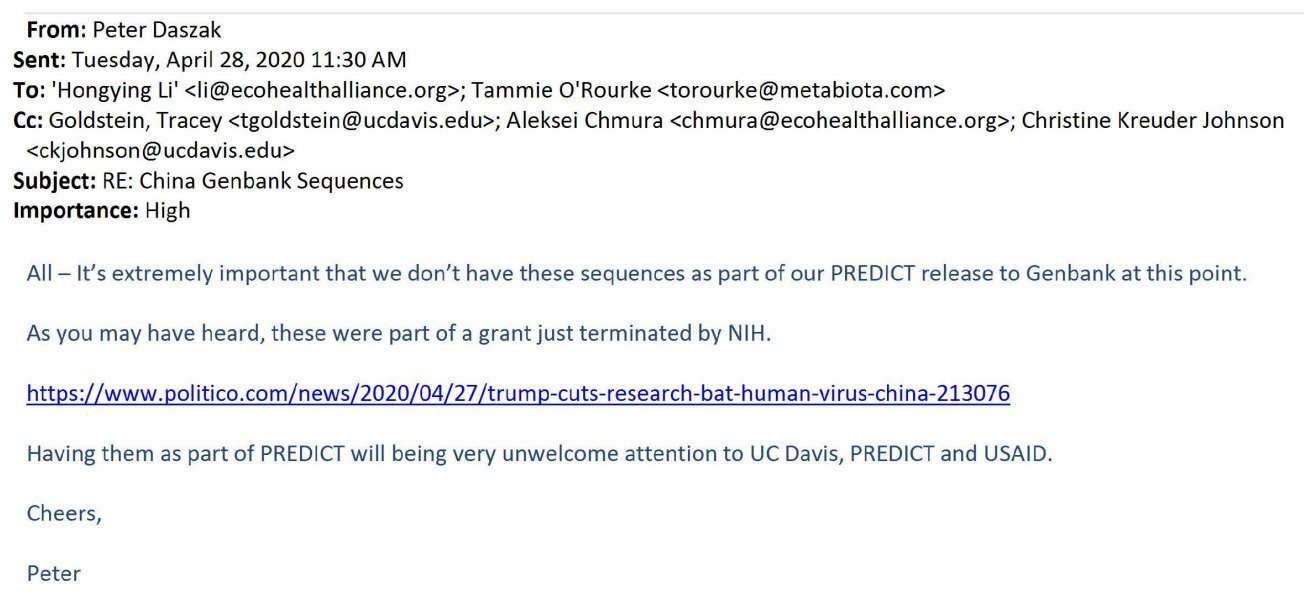 From: Peter Daszak
Sent: Tuesday, April 28, 2020 11:30 AM
To: 'Hongying Li' <li@ecohealthalliance.org>; Tammie O'Rourke <torourke@metabiota.com>
Cc: Goldstein, Tracey <tgoldstein@ucdavis.edu>; Aleksei Chmura <chmura@ecohealthalliance.org>; Christine Kreuder Johnson
<ckjohnson@ucdavis.edu>
Subject: RE: China Genbank Sequences
Importance: High
All – It’s extremely important that we don’t have these sequences as part of our PREDICT release to Genbank at this point.
As you may have heard, these were part of a grant just terminated by NIH.
https://www.politico.com/news/2020/04/27/trump-cuts-research-bat-human-virus-china-213076
Having them as part of PREDICT will being very unwelcome attention to UC Davis, PREDICT and USAID.
Cheers,
Peter